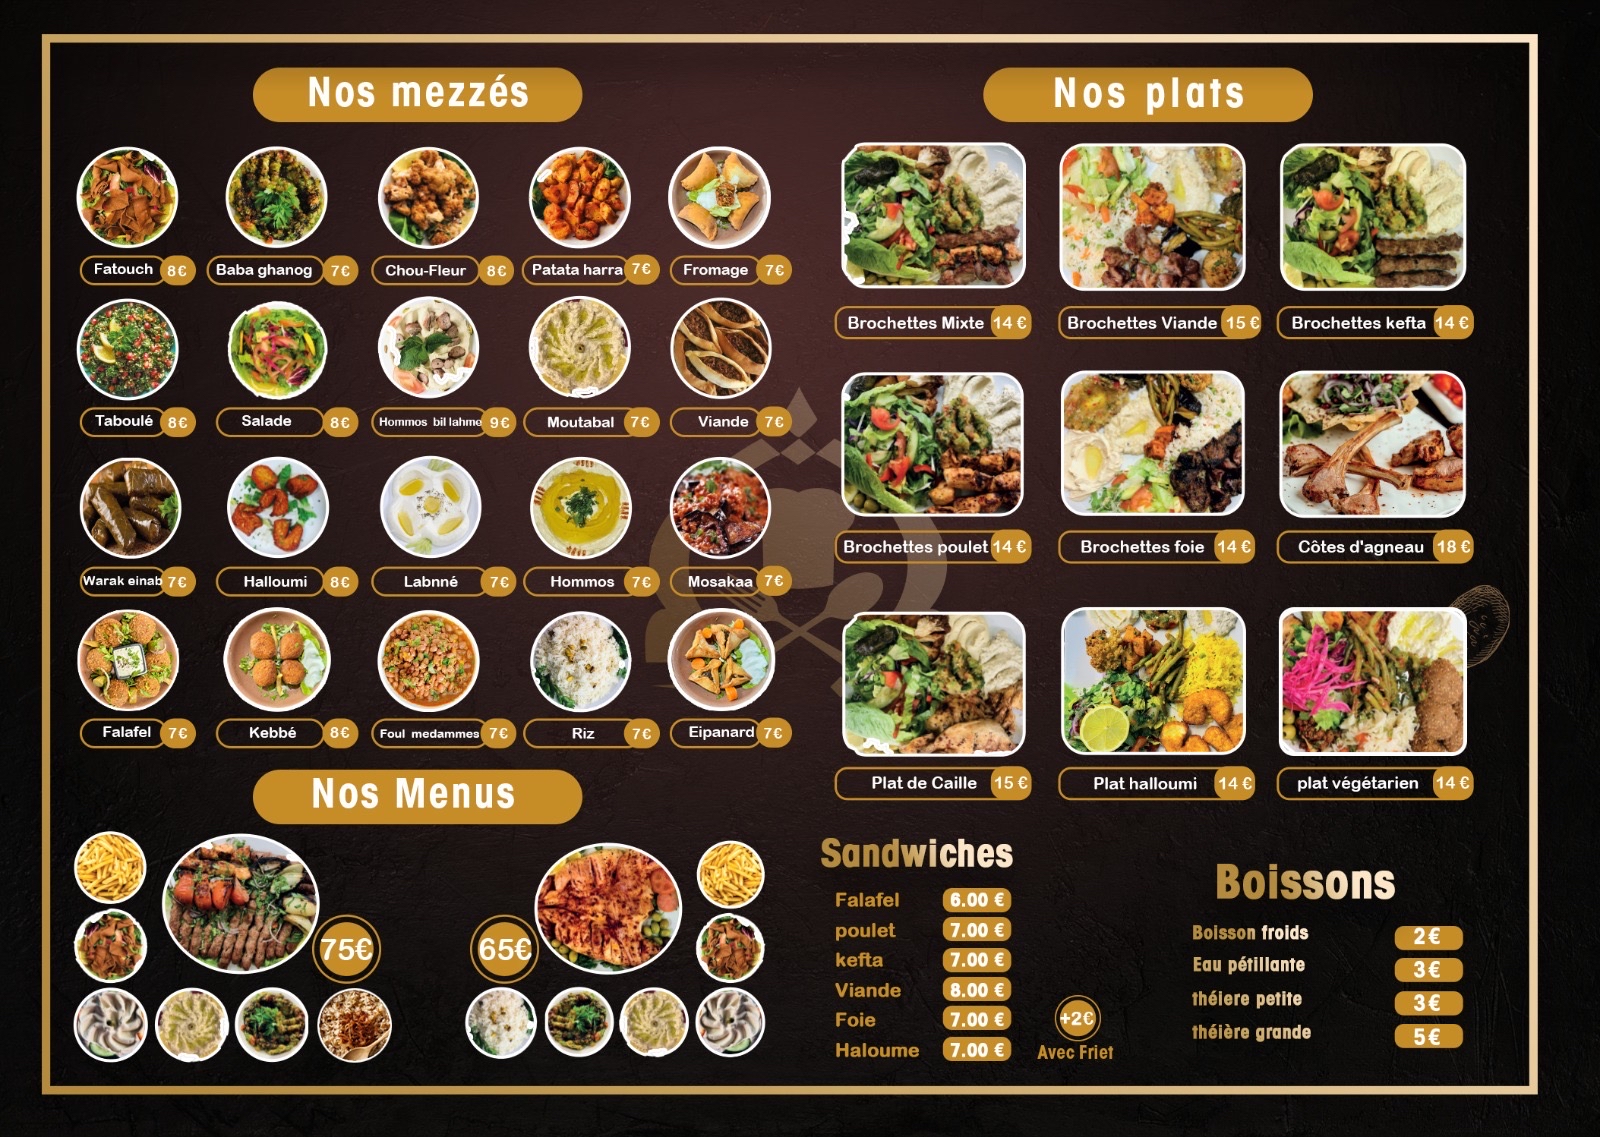 Nos mezzés
Fatouch 8€ Baba ghanog 7€ Chou-Fleur 8€ Patata harra 7€ Fromage 7€
Taboulé 8€ Salade 8€ Hommos bil lahme 9€ Moutabal 7€ Viande 7€
Warak einab 7€ Halloumi 8€ Labnné 7€ Hommos 7€ Mosakaa 7€
Falafel 7€ Kebbé 8€ Foul medammes 7€ Riz 7€ Eipanard 7€
Nos Menus
75€ 65€
Nos plats
Brochettes Mixte 14 € Brochettes Viande 15 € Brochettes kefta 14 €
Brochettes poulet 14 € Brochettes foie 14 € Côtes d'agneau 18 €
Plat de Caille 15 € Plat halloumi 14 € plat végétarien 14 €
Sandwiches
Falafel 6.00 €
poulet 7.00 €
kefta 7.00 €
Viande 8.00 €
Foie 7.00 €
Haloume 7.00 €
+2€
Avec Friet
Boissons
Boisson froids 2€
Eau pétillante 3€
théiere petite 3€
théière grande 5€